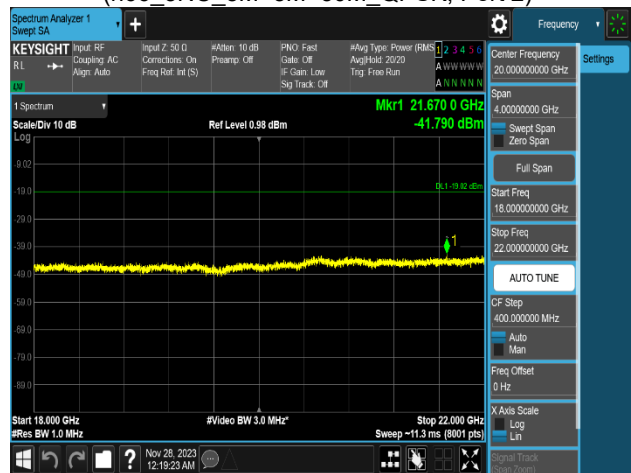 Spectrum Analyzer 1
Swept SA
+
Frequency
KEYSIGHT
RL
Input: RF
Coupling: AC
Align: Auto
Input Z: 50 Ω
Corrections: On
Freq Ref: Int (S)
#Atten: 10 dB
Preamp: Off
PNO: Fast
Gate: Off
IF Gain: Low
Sig Track: Off
#Avg Type: Power (RMS
Avg|Hold: 20/20
Trig: Free Run
1 2 3 4 5 6
A W W W W W
A N N N N N
1 Spectrum
Scale/Div 10 dB
Ref Level 0.98 dBm
Mkr1 21.670 0 GHz
-41.790 dBm
Log
-9.02
-19.0
-29.0
-39.0
-49.0
-59.0
-69.0
-79.0
-89.0
DL1 -19.02 dBm
1
Start 18.000 GHz
#Res BW 1.0 MHz
#Video BW 3.0 MHz*
Stop 22.000 GHz
Sweep ~11.3 ms (8001 pts)
Nov 28, 2023
12:19:23 AM
Center Frequency
20.000000000 GHz
Settings
Span
4.00000000 GHz
Swept Span
Zero Span
Full Span
Start Freq
18.000000000 GHz
Stop Freq
22.000000000 GHz
AUTO TUNE
CF Step
400.000000 MHz
Auto
Man
Freq Offset
0 Hz
X Axis Scale
Log
Lin
Signal Track
(Span Zoom)